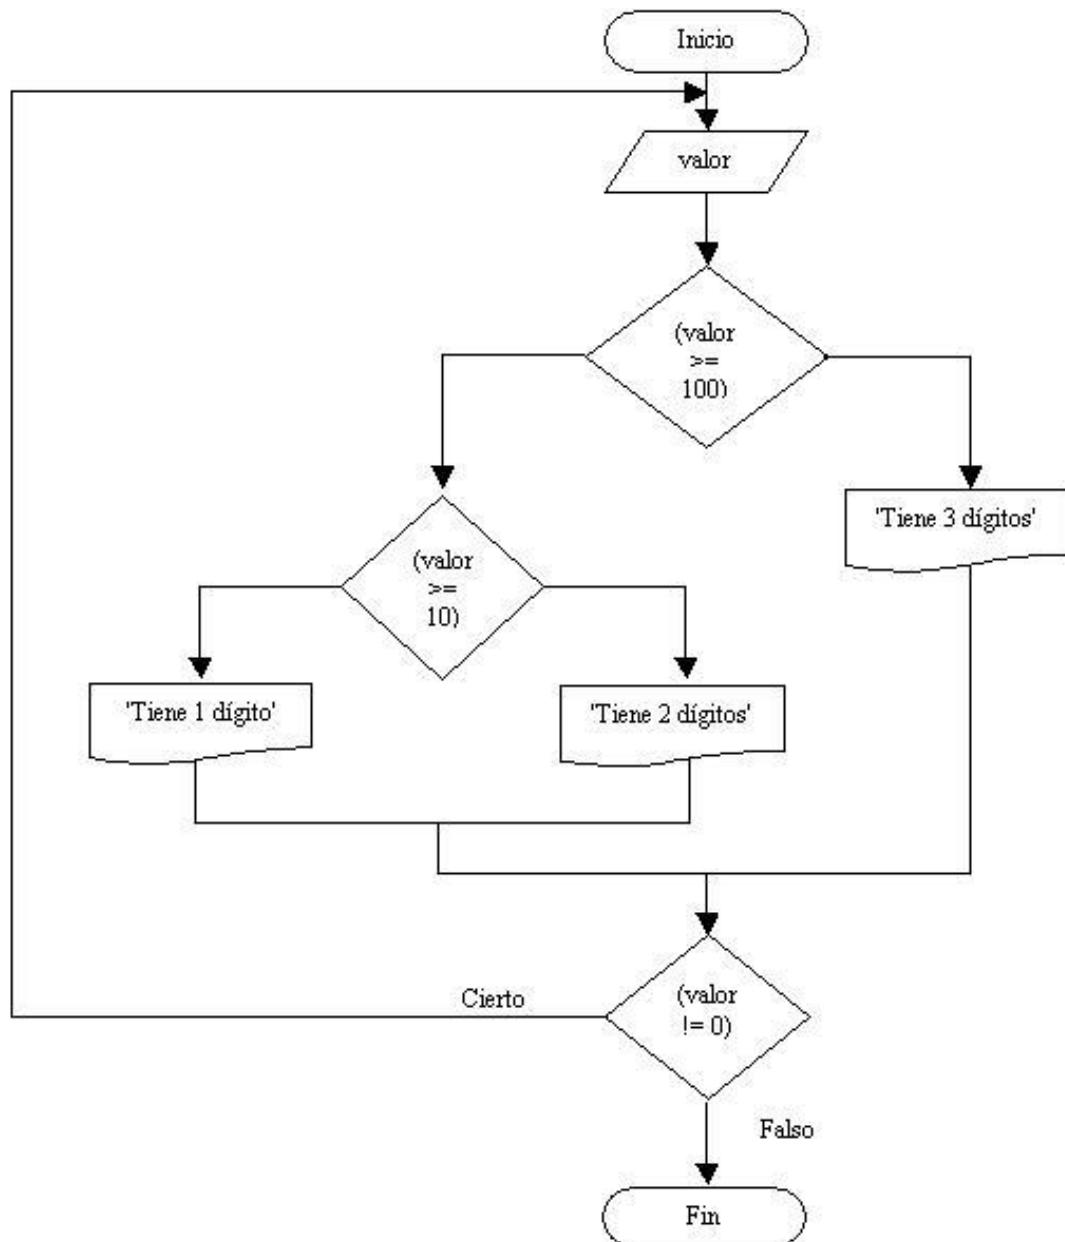 Inicio
valor
(valor
>=
100)
'Tiene 3 dígitos'
(valor
>=
10)
'Tiene 1 dígito'
'Tiene 2 dígitos'
Cierto
(valor
!= 0)
Falso
Fin